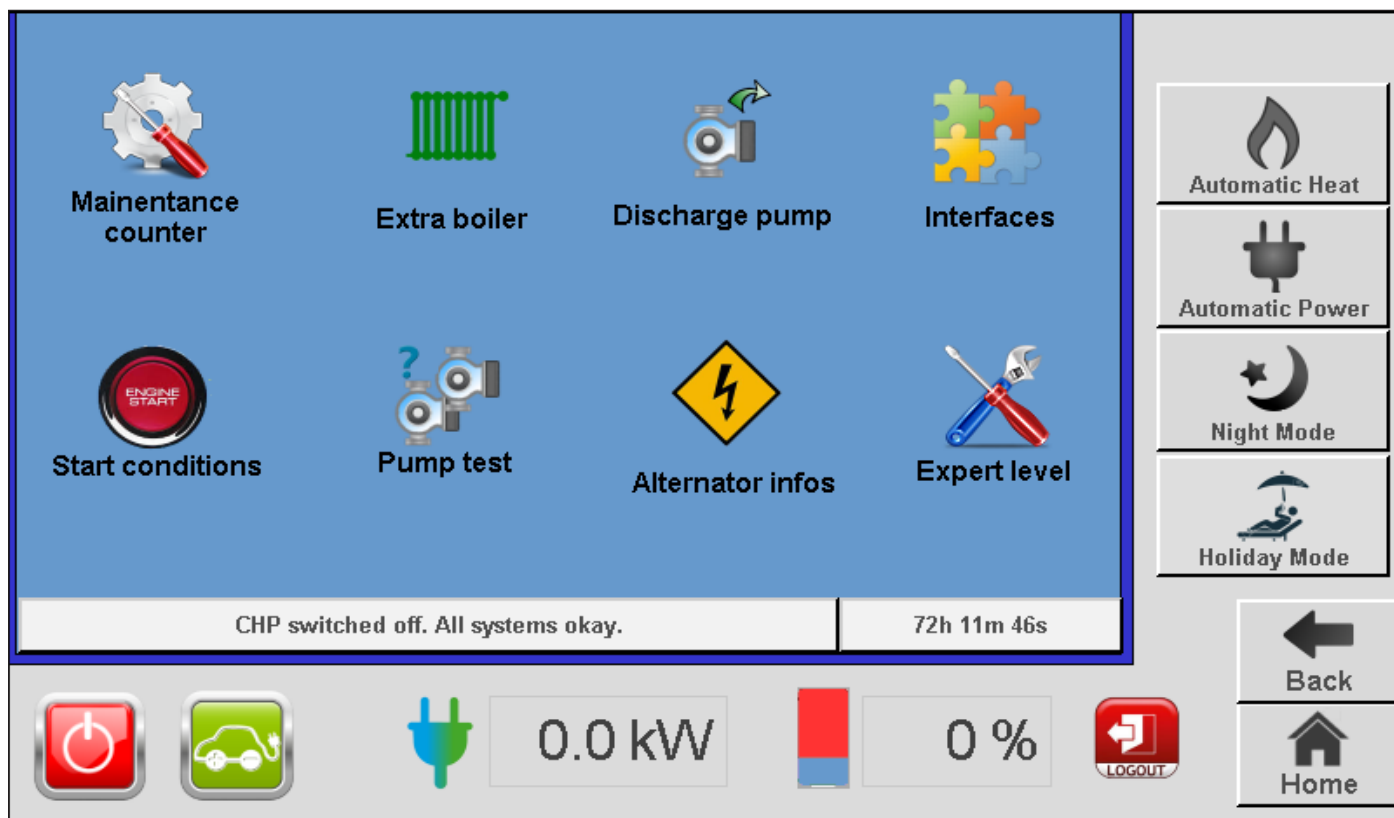 Mainentance
counter
Extra boiler
Discharge pump
Interfaces
ENGINE
START
Start conditions
?
Pump test
Alternator infos
Expert level
CHP switched off. All systems okay.
72h 11m 46s
0.0 kW
0 %
LOGOUT
Automatic Heat
Automatic Power
Night Mode
Holiday Mode
Back
Home